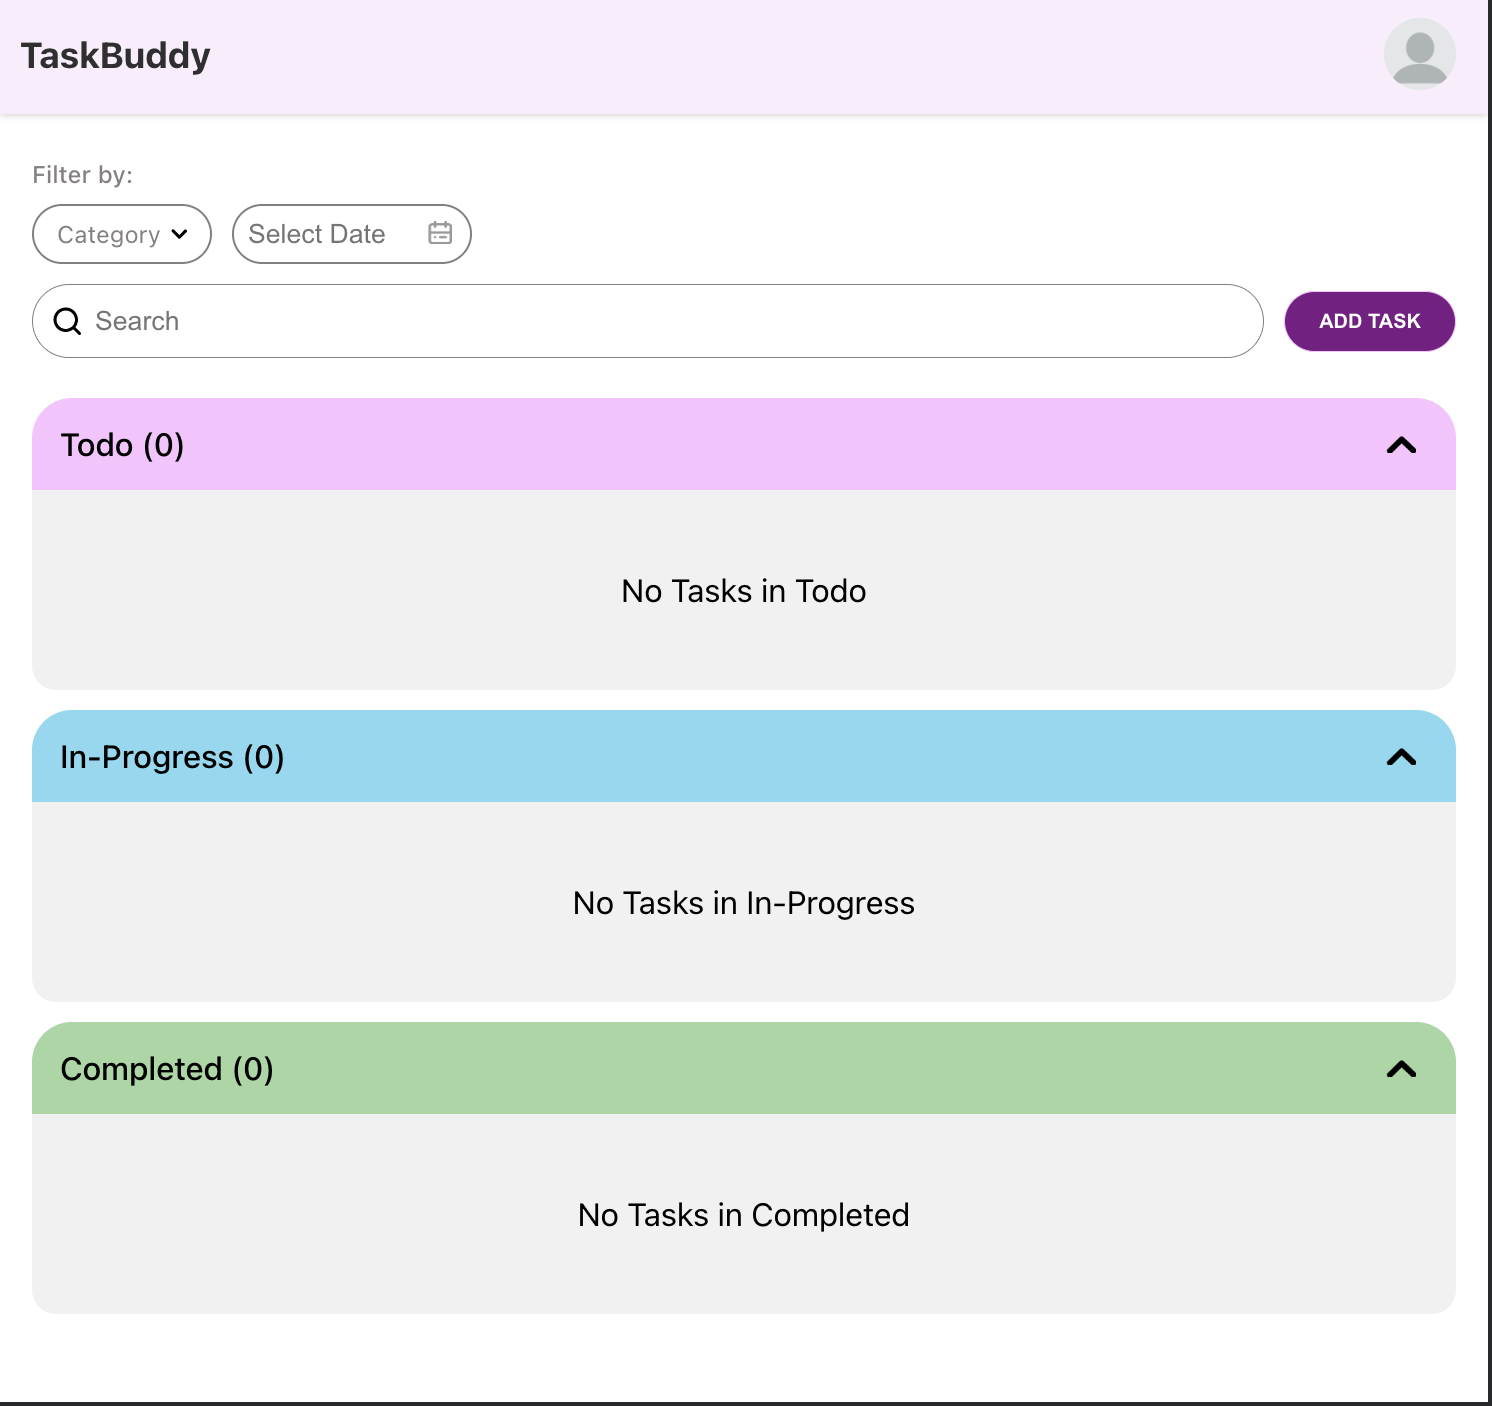 TaskBuddy
Filter by:
Category
Select Date
Search
ADD TASK
Todo (0)
No Tasks in Todo
In-Progress (0)
No Tasks in In-Progress
Completed (0)
No Tasks in Completed